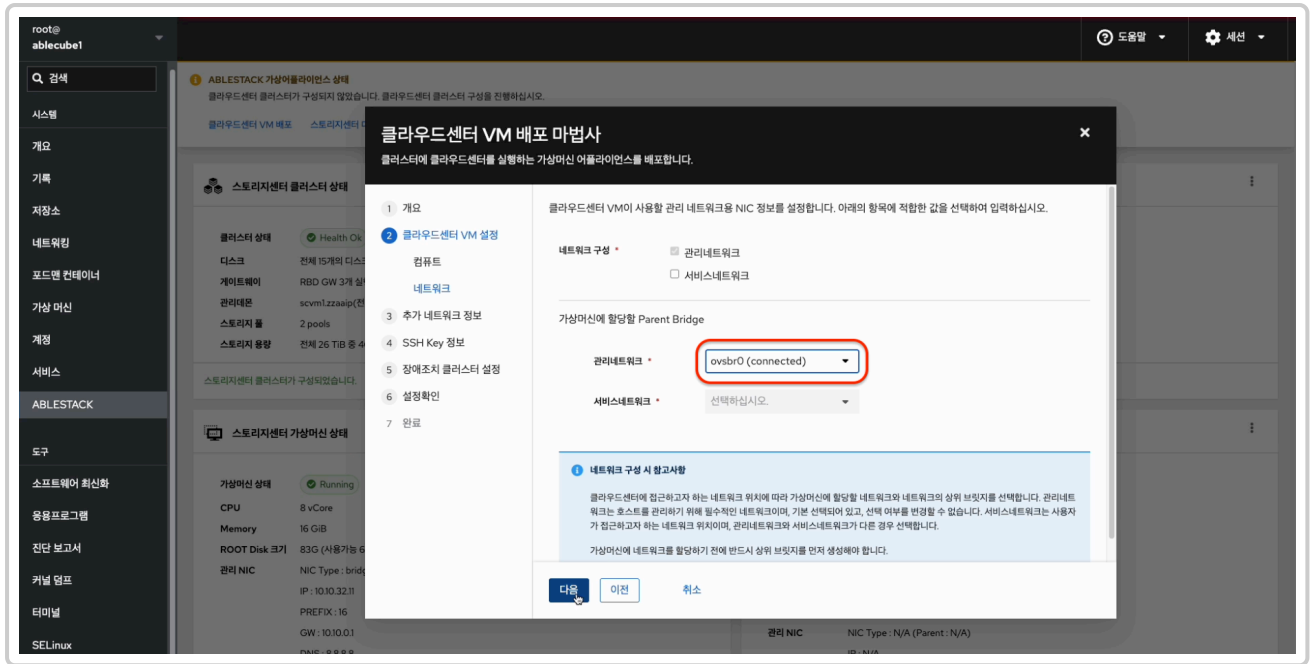 root@
ablecube1
도움말
세션
검색
시스템
개요
기록
저장소
네트워킹
포드맨 컨테이너
가상 머신
계정
서비스
ABLESTACK
도구
소프트웨어 최신화
응용프로그램
진단 보고서
커널 덤프
터미널
SELinux
ABLESTACK 가상어플라이언스 상태
클라우드센터 클러스터가 구성되지 않았습니다. 클라우드센터 클러스터 구성을 진행하십시오.
클라우드센터 VM 배포 스토리지센터
스토리지센터 클러스터 상태
클러스터 상태 Health Ok
디스크 전체 15개의 디스
게이트웨이 RBD GW 3개
관리데몬 scvm1.zzaaip(전
스토리지 풀 2 pools
스토리지 용량 전체 26 TiB 중
스토리지센터 클러스터가 구성되었습니다.
스토리지센터 가상머신 상태
가상머신 상태 Running
CPU 8 vCore
Memory 16 GiB
ROOT Disk 크기 83G (사용가능 6
관리 NIC NIC Type : bridg
IP : 10.10.32.11
PREFIX : 16
GW : 10.10.0.1
DNS : 8.8.8.8
관리 NIC NIC Type : N/A (Parent : N/A)
IP : N/A
클라우드센터 VM 배포 마법사
클러스터에 클라우드센터를 실행하는 가상머신 어플라이언스를 배포합니다.
1 개요
2 클라우드센터 VM 설정
컴퓨트
네트워크
3 추가 네트워크 정보
4 SSH Key 정보
5 장애조치 클러스터 설정
6 설정확인
7 완료
클라우드센터 VM이 사용할 관리 네트워크용 NIC 정보를 설정합니다. 아래의 항목에 적합한 값을 선택하여 입력하십시오.
네트워크 구성 * 관리네트워크
서비스네트워크
가상머신에 할당할 Parent Bridge
관리네트워크 * ovsbr0 (connected)
서비스네트워크 * 선택하십시오.
네트워크 구성 시 참고사항
클라우드센터에 접근하고자 하는 네트워크 위치에 따라 가상머신에 할당할 네트워크와 네트워크의 상위 브릿지를 선택합니다. 관리네트
워크는 호스트를 관리하기 위해 필수적인 네트워크이며, 기본 선택되어 있고, 선택 여부를 변경할 수 없습니다. 서비스네트워크는 사용자
가 접근하고자 하는 네트워크 위치이며, 관리네트워크와 서비스네트워크가 다른 경우 선택합니다.
가상머신에 네트워크를 할당하기 전에 반드시 상위 브릿지를 먼저 생성해야 합니다.
다음 이전 취소